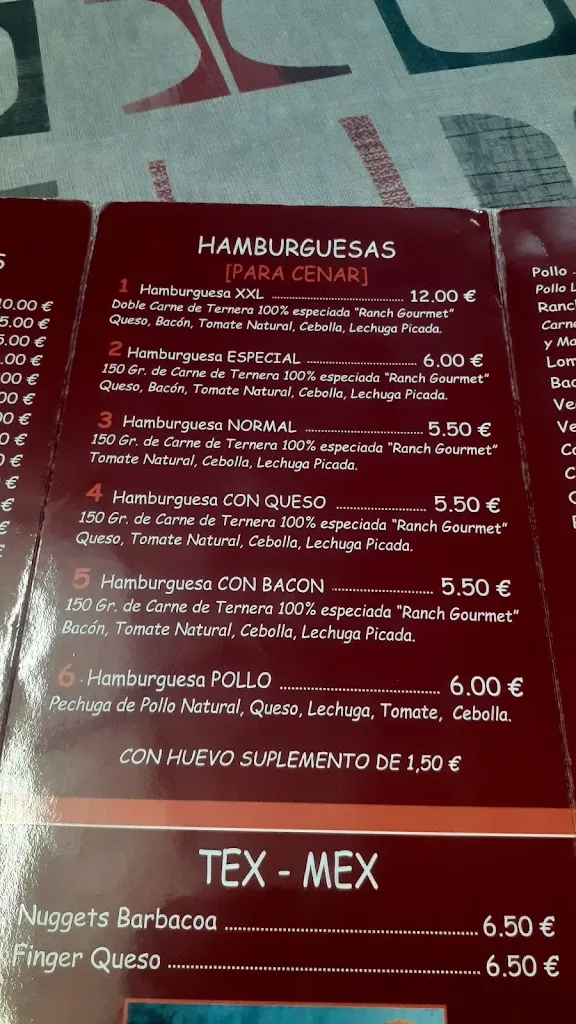 HAMBURGUESAS
[PARA CENAR]
1 Hamburguesa XXL 12.00 €
Doble Carne de Ternera 100% especiada "Ranch Gourmet"
Queso, Bacón, Tomate Natural, Cebolla, Lechuga Picada.
2 Hamburguesa ESPECIAL 6.00 €
150 Gr. de Carne de Ternera 100% especiada "Ranch Gourmet"
Queso, Bacón, Tomate Natural, Cebolla, Lechuga Picada.
3 Hamburguesa NORMAL 5.50 €
150 Gr. de Carne de Ternera 100% especiada "Ranch Gourmet"
Tomate Natural, Cebolla, Lechuga Picada.
4 Hamburguesa CON QUESO 5.50 €
150 Gr. de Carne de Ternera 100% especiada "Ranch Gourmet"
Queso, Tomate Natural, Cebolla, Lechuga Picada.
5 Hamburguesa CON BACON 5.50 €
150 Gr. de Carne de Ternera 100% especiada "Ranch Gourmet"
Bacón, Tomate Natural, Cebolla, Lechuga Picada.
6 Hamburguesa POLLO 6.00 €
Pechuga de Pollo Natural, Queso, Lechuga, Tomate, Cebolla.
CON HUEVO SUPLEMENTO DE 1,50 €
TEX - MEX
Nuggets Barbacoa 6.50 €
Finger Queso 6.50 €
Pollo
Pollo
Carne
y